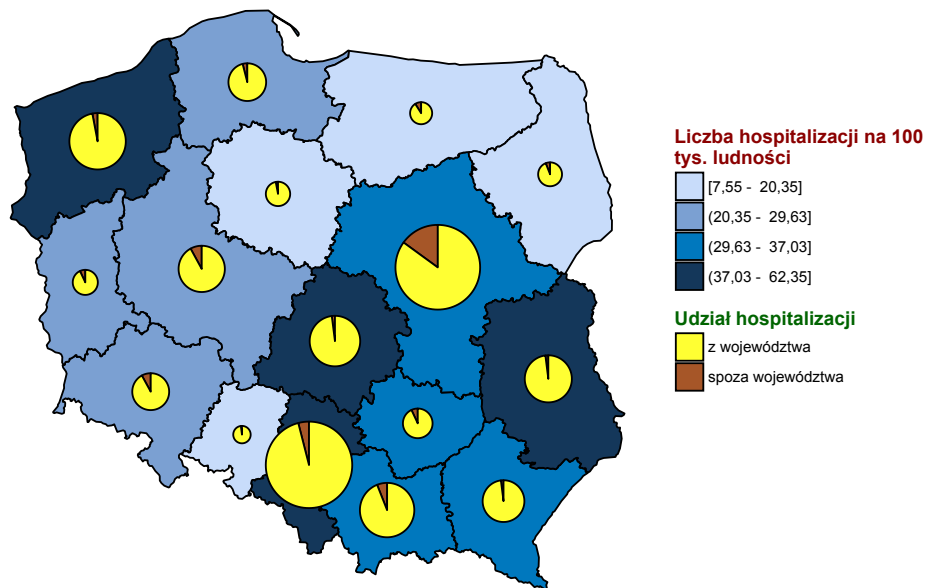 Liczba hospitalizacji na 100
tys. ludności
[7,55 -  20,35]
(20,35 -  29,63]
(29,63 -  37,03]
(37,03 -  62,35]
Udział hospitalizacji
z województwa
spoza województwa